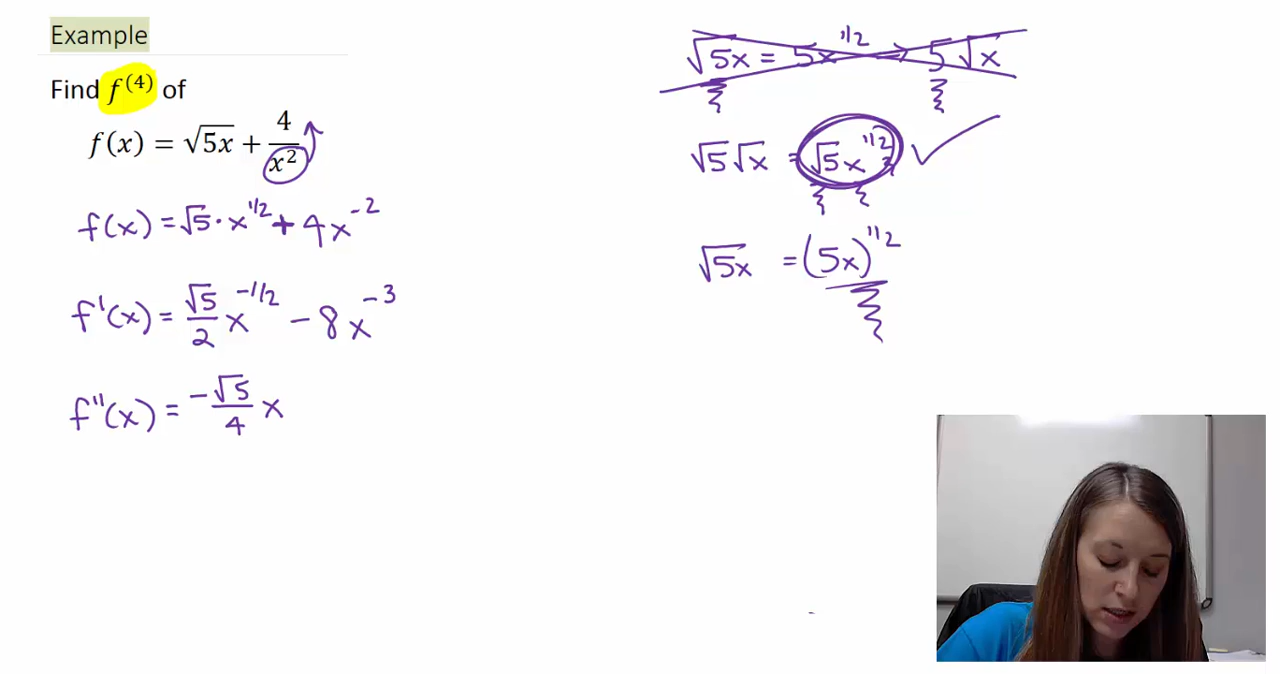 Example
Find f⁽⁴⁾ of
f(x) = √5x + 4/x²
f(x) = √5 · x^1/2 + 4x^-2
f'(x) = √5/2 x^-1/2 - 8x^-3
f''(x) = -√5/4 x
√5x = 5x^1/2 → 5√x
√5√x = √5x^1/2 ✓
√5x = (5x)^1/2